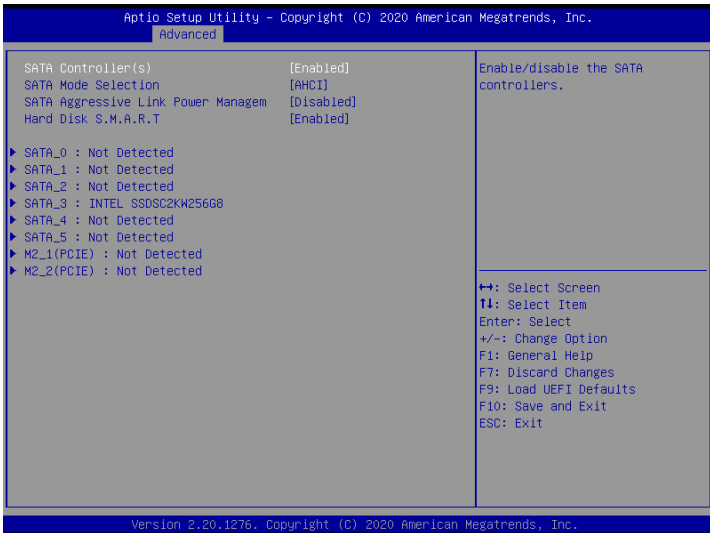 Aptio Setup Utility – Copyright (C) 2020 American Megatrends, Inc.
Advanced
SATA Controller(s) [Enabled]
SATA Mode Selection [AHCI]
SATA Aggressive Link Power Managem [Disabled]
Hard Disk S.M.A.R.T [Enabled]
SATA_0 : Not Detected
SATA_1 : Not Detected
SATA_2 : Not Detected
SATA_3 : INTEL SSDSC2KW256G8
SATA_4 : Not Detected
SATA_5 : Not Detected
M2_1(PCIE) : Not Detected
M2_2(PCIE) : Not Detected
Enable/disable the SATA
controllers.
↔: Select Screen
↑↓: Select Item
Enter: Select
+/-: Change Option
F1: General Help
F7: Discard Changes
F9: Load UEFI Defaults
F10: Save and Exit
ESC: Exit
Version 2.20.1276. Copyright (C) 2020 American Megatrends, Inc.